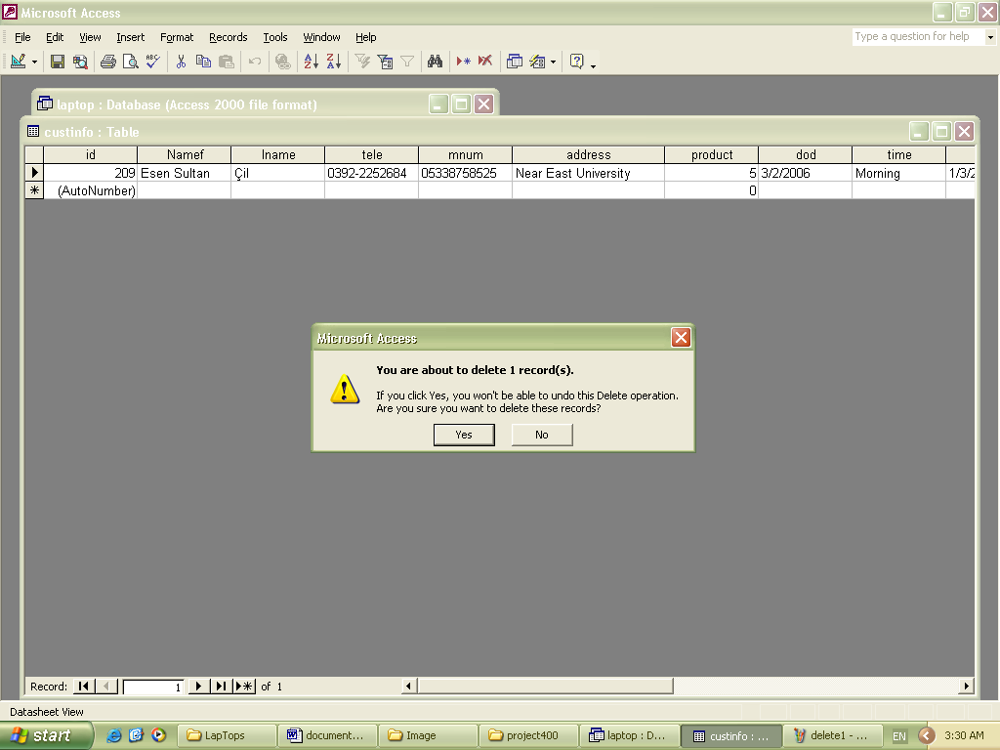 Microsoft Access
File Edit View Insert Format Records Tools Window Help
Type a question for help
laptop : Database (Access 2000 file format)
custinfo : Table
id Namef lname tele mnum address product dod time
209 Esen Sultan Çil 0392-2252684 05338758525 Near East University 5 3/2/2006 Morning 1/3/2
(AutoNumber) 0
Microsoft Access
You are about to delete 1 record(s).
If you click Yes, you won't be able to undo this Delete operation.
Are you sure you want to delete these records?
Yes No
Record: 1 of 1
Datasheet View
start LapTops document... Image project400 laptop : D... custinfo : ... delete1 - ... EN 3:30 AM